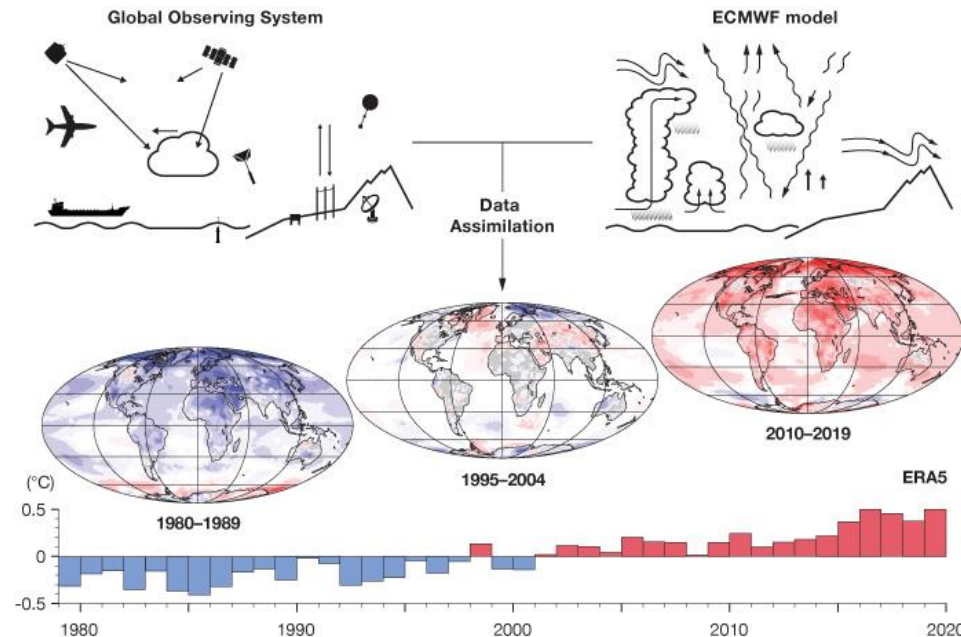 Global Observing System
ECMWF model
Data
Assimilation
1980–1989
1995–2004
2010–2019
ERA5
(°C)
0.5
0
-0.5
1980
1990
2000
2010
2020